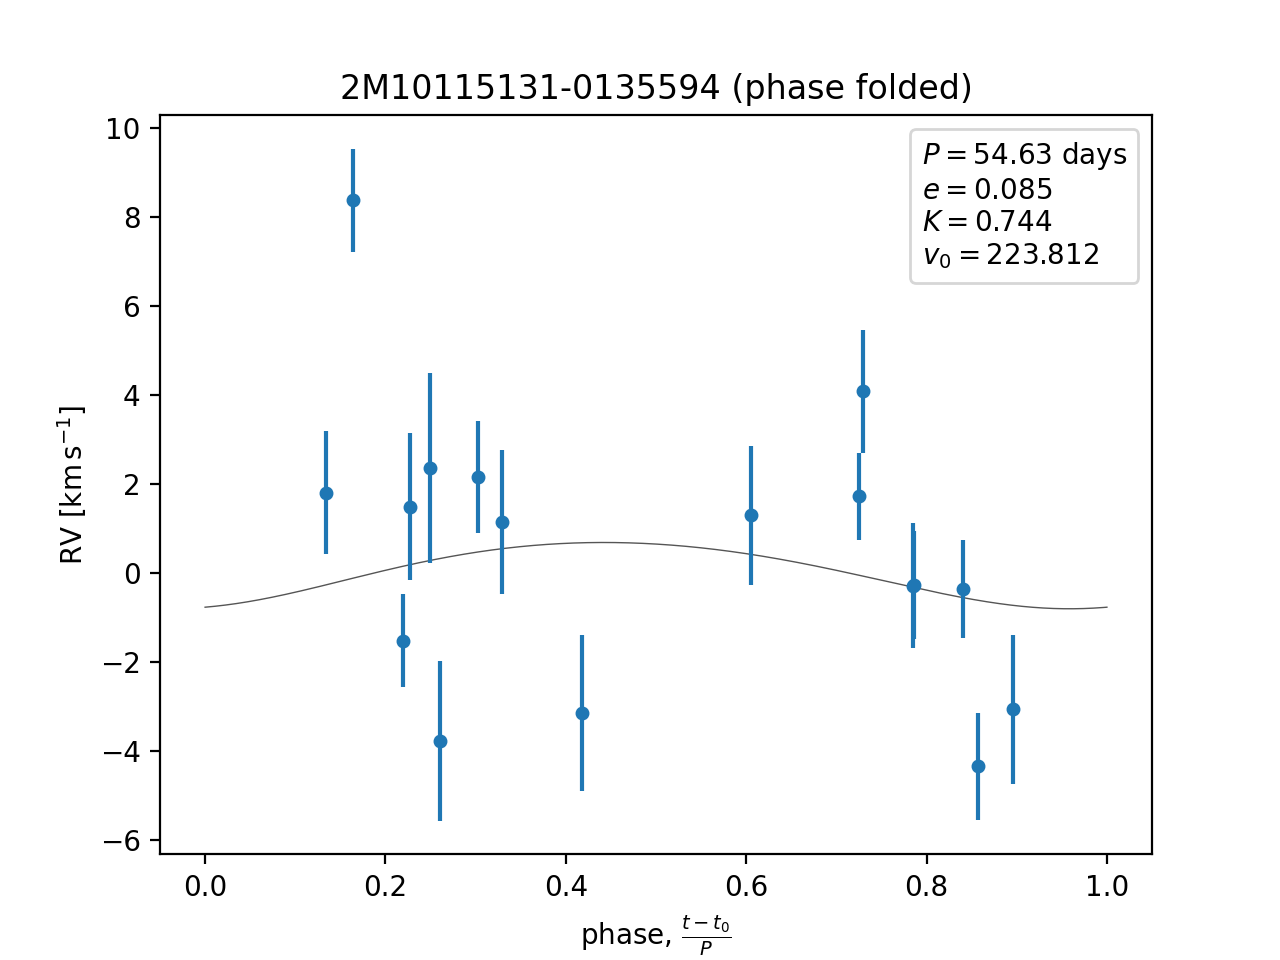 2M10115131-0135594 (phase folded)
P = 54.63 days
e = 0.085
K = 0.744
v₀ = 223.812
10
8
6
4
2
0
−2
−4
−6
RV [km s⁻¹]
0.0 0.2 0.4 0.6 0.8 1.0
phase, (t − t₀)/P